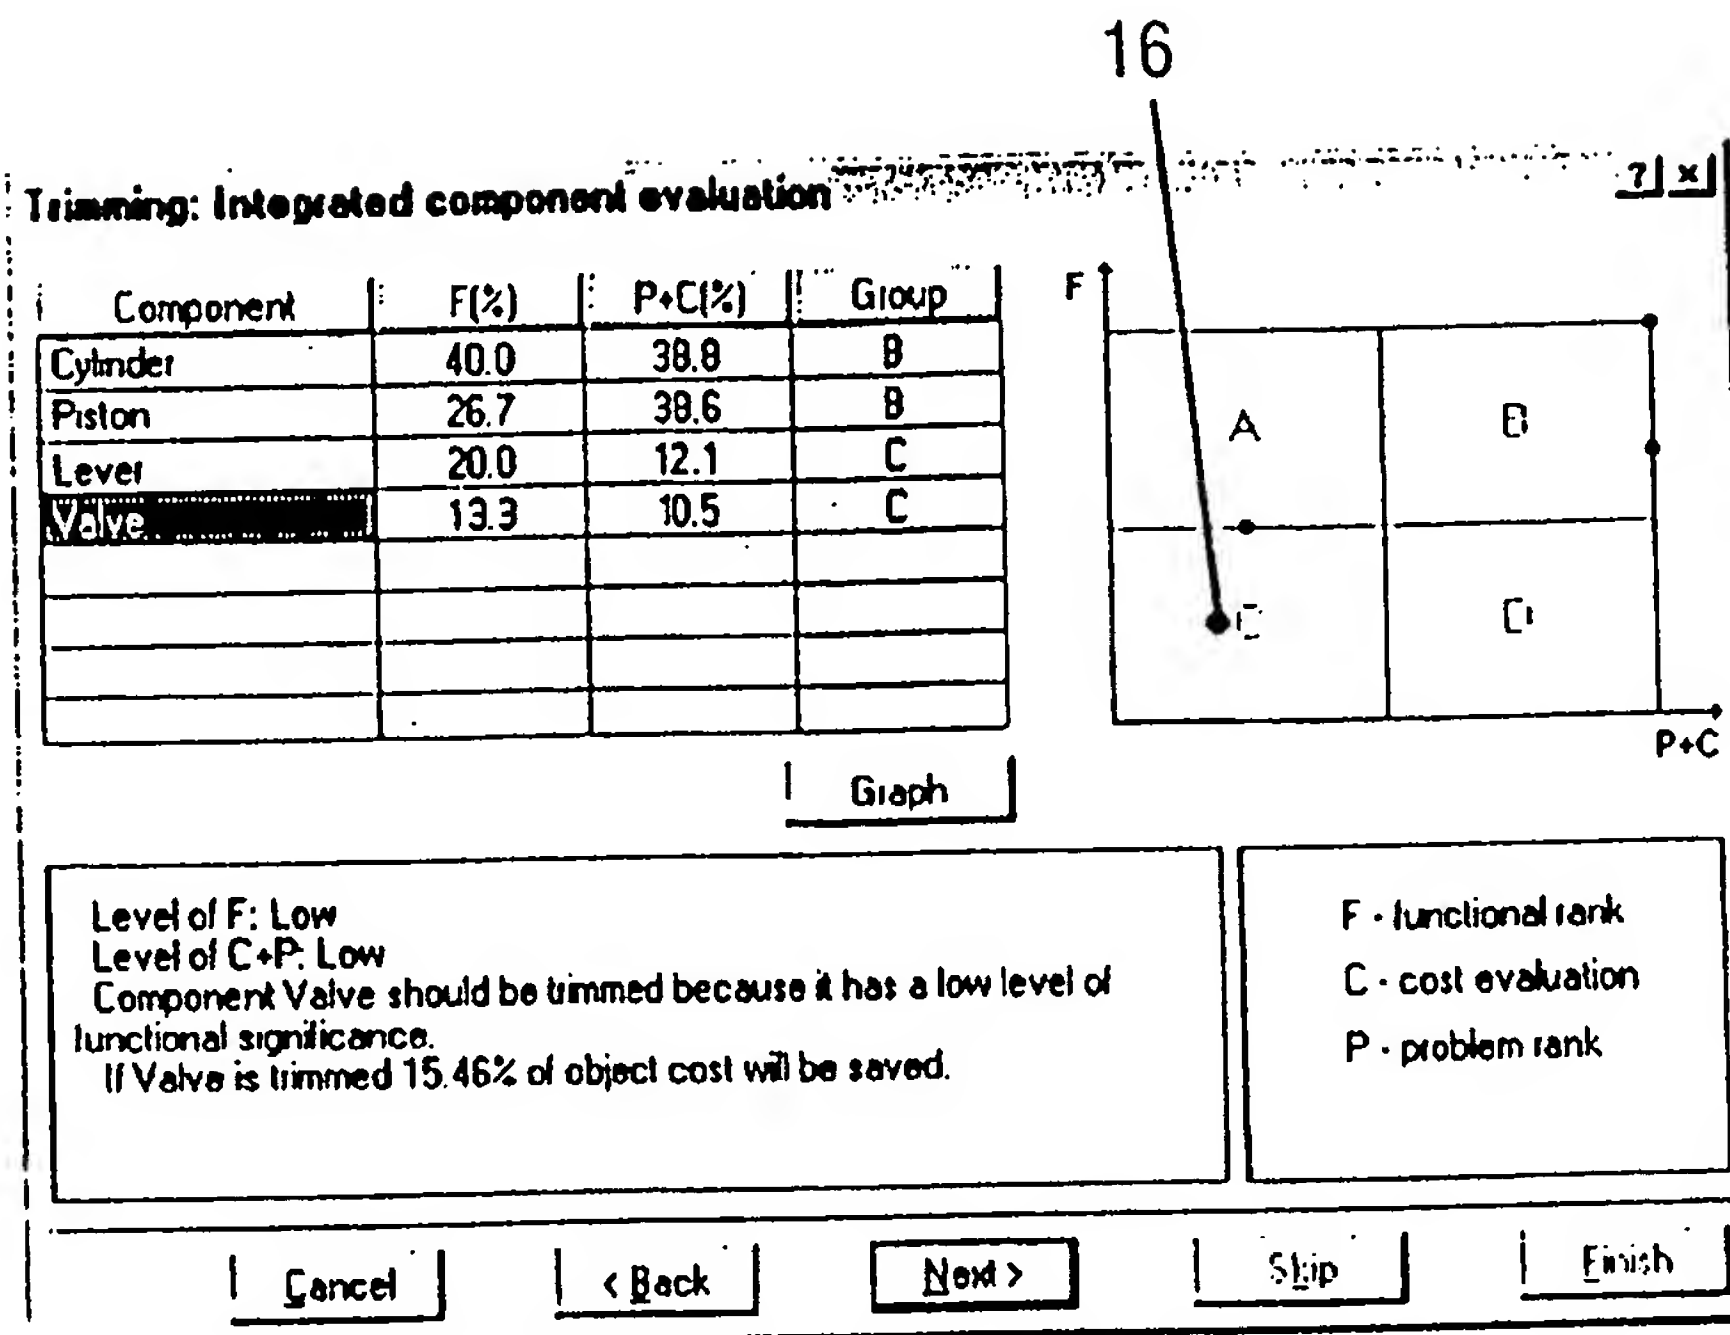 16
Trimming: Integrated component evaluation ? ×
Component F(%) P+C(%) Group
Cylinder 40.0 38.8 B
Piston 26.7 38.6 B
Lever 20.0 12.1 C
Valve 13.3 10.5 C
F
A B
C D
P+C
Graph
Level of F: Low
Level of C+P: Low
Component Valve should be trimmed because it has a low level of
functional significance.
If Valve is trimmed 15.46% of object cost will be saved.
F - functional rank
C - cost evaluation
P - problem rank
Cancel < Back Next > Skip Finish